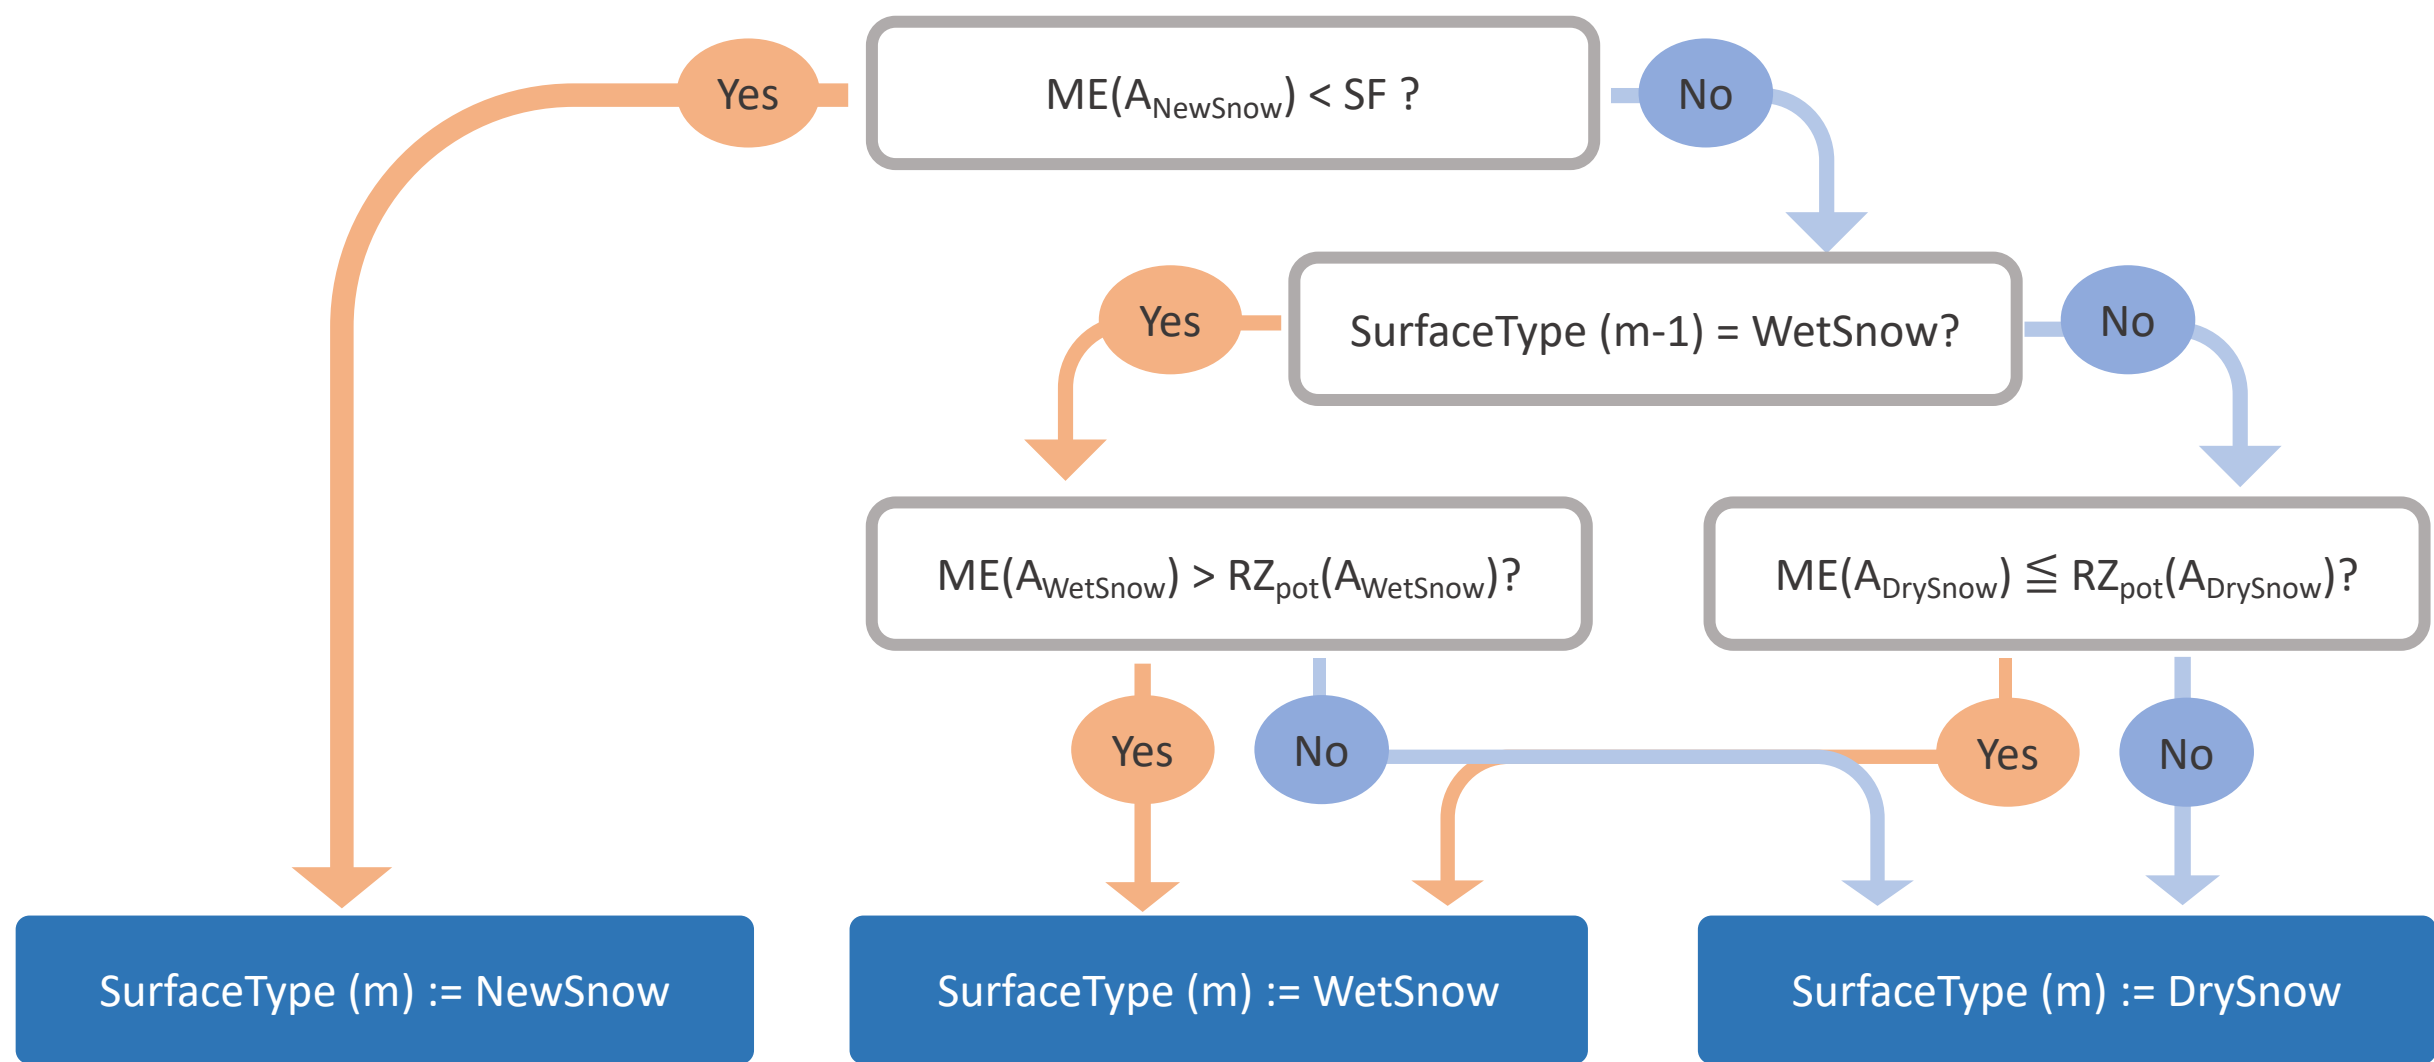 Yes
ME(A_NewSnow) < SF ?
No
Yes
SurfaceType (m-1) = WetSnow?
No
ME(A_WetSnow) > RZ_pot(A_WetSnow)?
ME(A_DrySnow) ≦ RZ_pot(A_DrySnow)?
Yes
No
Yes
No
SurfaceType (m) := NewSnow
SurfaceType (m) := WetSnow
SurfaceType (m) := DrySnow